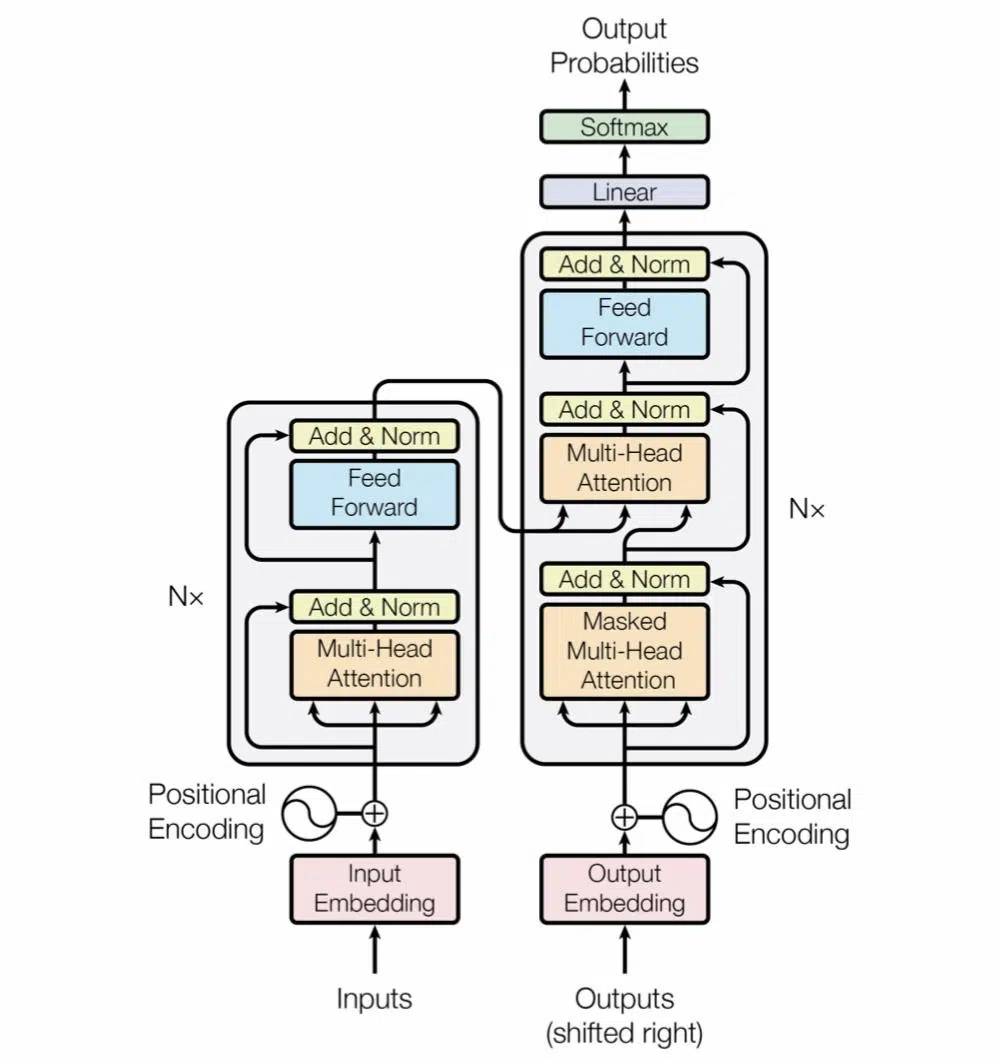 Output
Probabilities
Softmax
Linear
Add & Norm
Feed
Forward
Add & Norm
Multi-Head
Attention
Nx
Add & Norm
Masked
Multi-Head
Attention
Add & Norm
Feed
Forward
Nx
Add & Norm
Multi-Head
Attention
Positional
Encoding
Positional
Encoding
Input
Embedding
Output
Embedding
Inputs
Outputs
(shifted right)